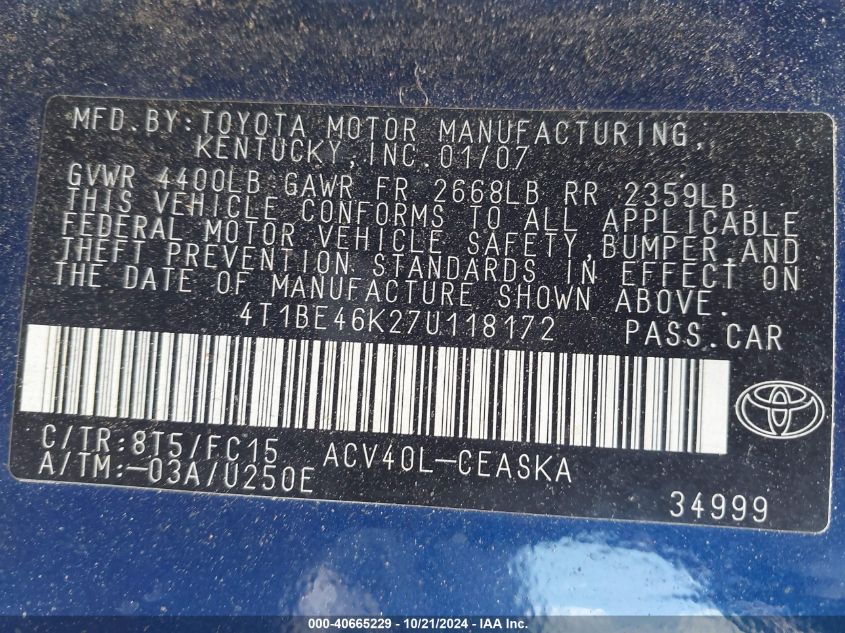 MFD.BY:TOYOTA MOTOR MANUFACTURING,
KENTUCKY,INC.01/07
GVWR 4400LB GAWR FR 2668LB RR 2359LB
THIS VEHICLE CONFORMS TO ALL APPLICABLE
FEDERAL MOTOR VEHICLE SAFETY,BUMPER,AND
THEFT PREVENTION STANDARDS IN EFFECT ON
THE DATE OF MANUFACTURE SHOWN ABOVE.
4T1BE46K27U118172 PASS.CAR
C/TR:8T5/FC15 ACV40L-CEASKA
A/TM:-03A/U250E
34999
000-40665229 - 10/21/2024 - CEA Inc.